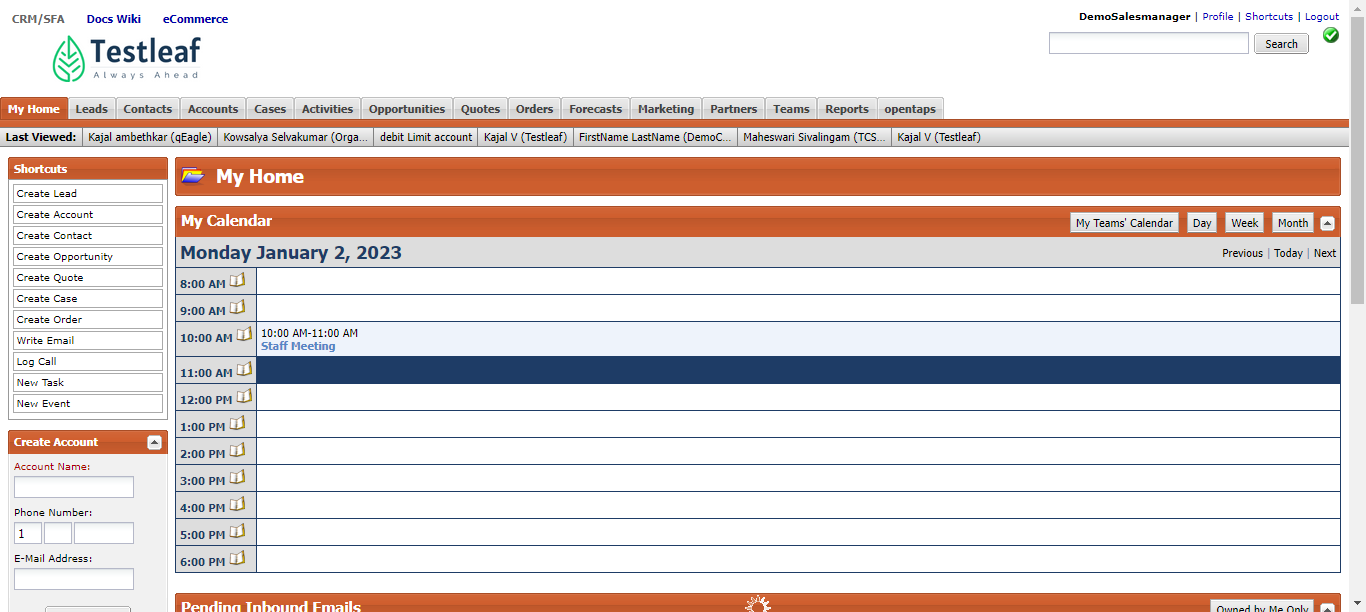 CRM/SFA Docs Wiki eCommerce
DemoSalesmanager | Profile | Shortcuts | Logout
Testleaf
Always Ahead
Search
My Home Leads Contacts Accounts Cases Activities Opportunities Quotes Orders Forecasts Marketing Partners Teams Reports opentaps
Last Viewed: Kajal ambethkar (qEagle) Kowsalya Selvakumar (Orga... debit Limit account Kajal V (Testleaf) FirstName LastName (DemoC... Maheswari Sivalingam (TCS... Kajal V (Testleaf)
Shortcuts
Create Lead
Create Account
Create Contact
Create Opportunity
Create Quote
Create Case
Create Order
Write Email
Log Call
New Task
New Event
Create Account
Account Name:
Phone Number:
1
E-Mail Address:
My Home
My Calendar
My Teams' Calendar Day Week Month
Monday January 2, 2023
Previous | Today | Next
8:00 AM
9:00 AM
10:00 AM 10:00 AM-11:00 AM
Staff Meeting
11:00 AM
12:00 PM
1:00 PM
2:00 PM
3:00 PM
4:00 PM
5:00 PM
6:00 PM
Pending Inbound Emails
Owned by Me Only